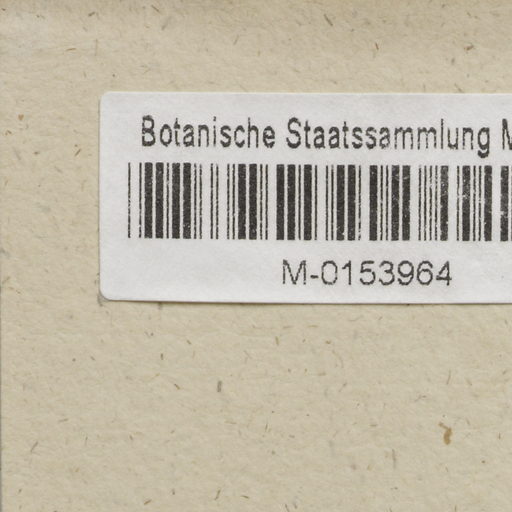 Botanische Staatssammlung
M-0153964